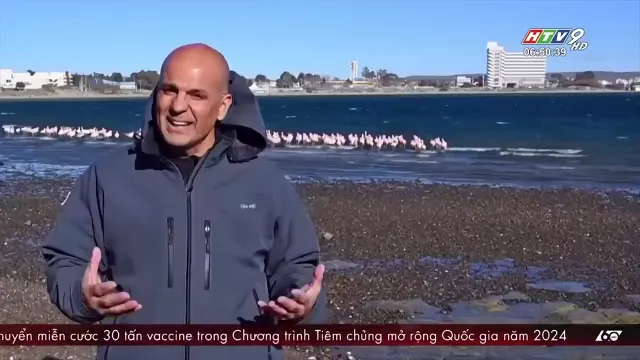 HTV9
HD
06:50:39
huyển miễn cước 30 tấn vaccine trong Chương trình Tiêm chủng mở rộng Quốc gia năm 2024